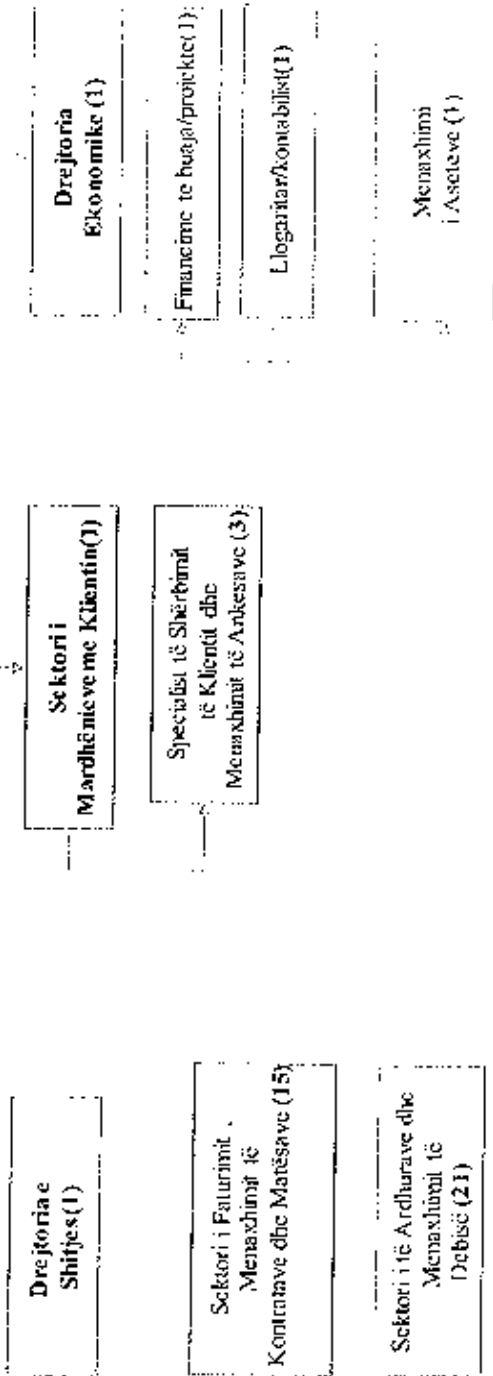 Drejtoria e
Shitjes (1)
Sektori i Faturimit ,
Menaxhimit të
Kontratave dhe Matësave (15)
Sektori i të Ardhurave dhe
Menaxhimit të
Debisë (21)
Sektori i
Mardhënieve me Klientin(1)
Specialist të Shërbimit
të Klientit dhe
Menaxhimit të Ankesave (3)
Drejtoria
Ekonomike (1)
Financime te huaja/projekte(1)
Llogaritar/kontabilist(1)
Menaxhimi
i Aseteve (1)